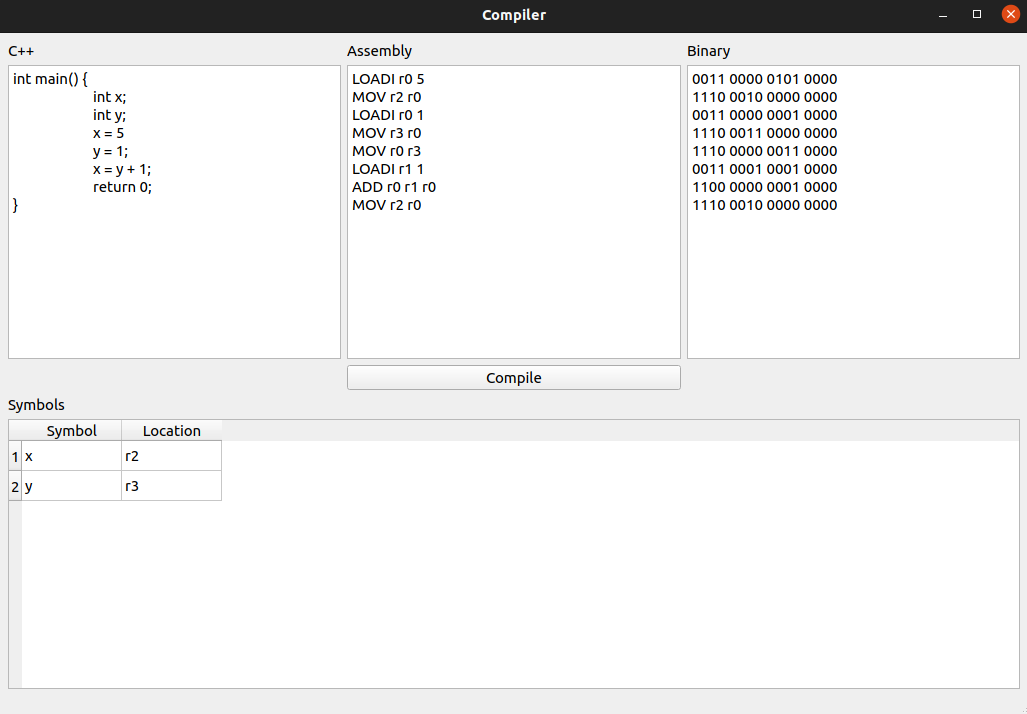 Compiler
C++
int main() {
int x;
int y;
x = 5
y = 1;
x = y + 1;
return 0;
}
Assembly
LOADI r0 5
MOV r2 r0
LOADI r0 1
MOV r3 r0
MOV r0 r3
LOADI r1 1
ADD r0 r1 r0
MOV r2 r0
Binary
0011 0000 0101 0000
1110 0010 0000 0000
0011 0000 0001 0000
1110 0011 0000 0000
1110 0000 0011 0000
0011 0001 0001 0000
1100 0000 0001 0000
1110 0010 0000 0000
Compile
Symbols
Symbol Location
1 x r2
2 y r3